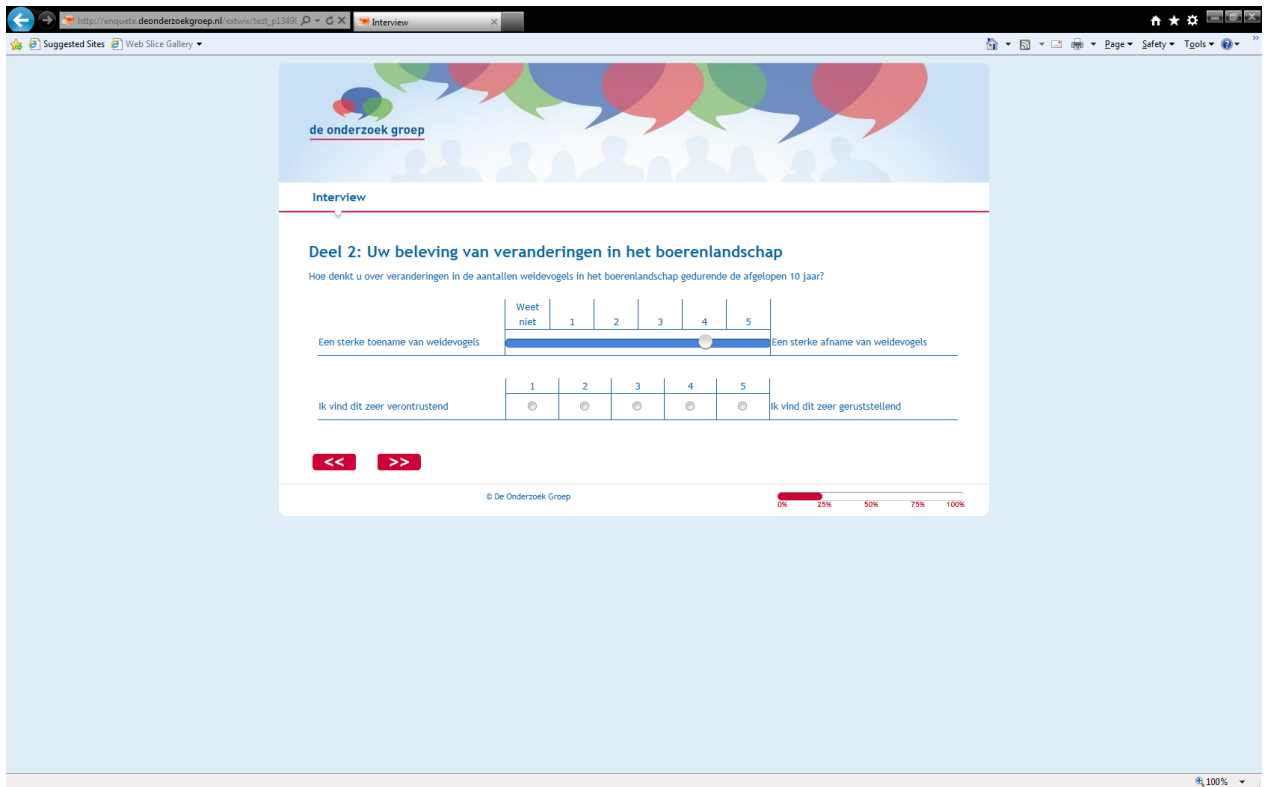 http://enquete.deonderzoekgroep.nl/extwix/test_p1349
Interview
Suggested Sites Web Slice Gallery
Page Safety Tools
de onderzoek groep
Interview
Deel 2: Uw beleving van veranderingen in het boerenlandschap
Hoe denkt u over veranderingen in de aantallen weidevogels in het boerenlandschap gedurende de afgelopen 10 jaar?
Weet
niet 1 2 3 4 5
Een sterke toename van weidevogels Een sterke afname van weidevogels
1 2 3 4 5
Ik vind dit zeer verontrustend Ik vind dit zeer geruststellend
<< >>
© De Onderzoek Groep
0% 25% 50% 75% 100%
100%